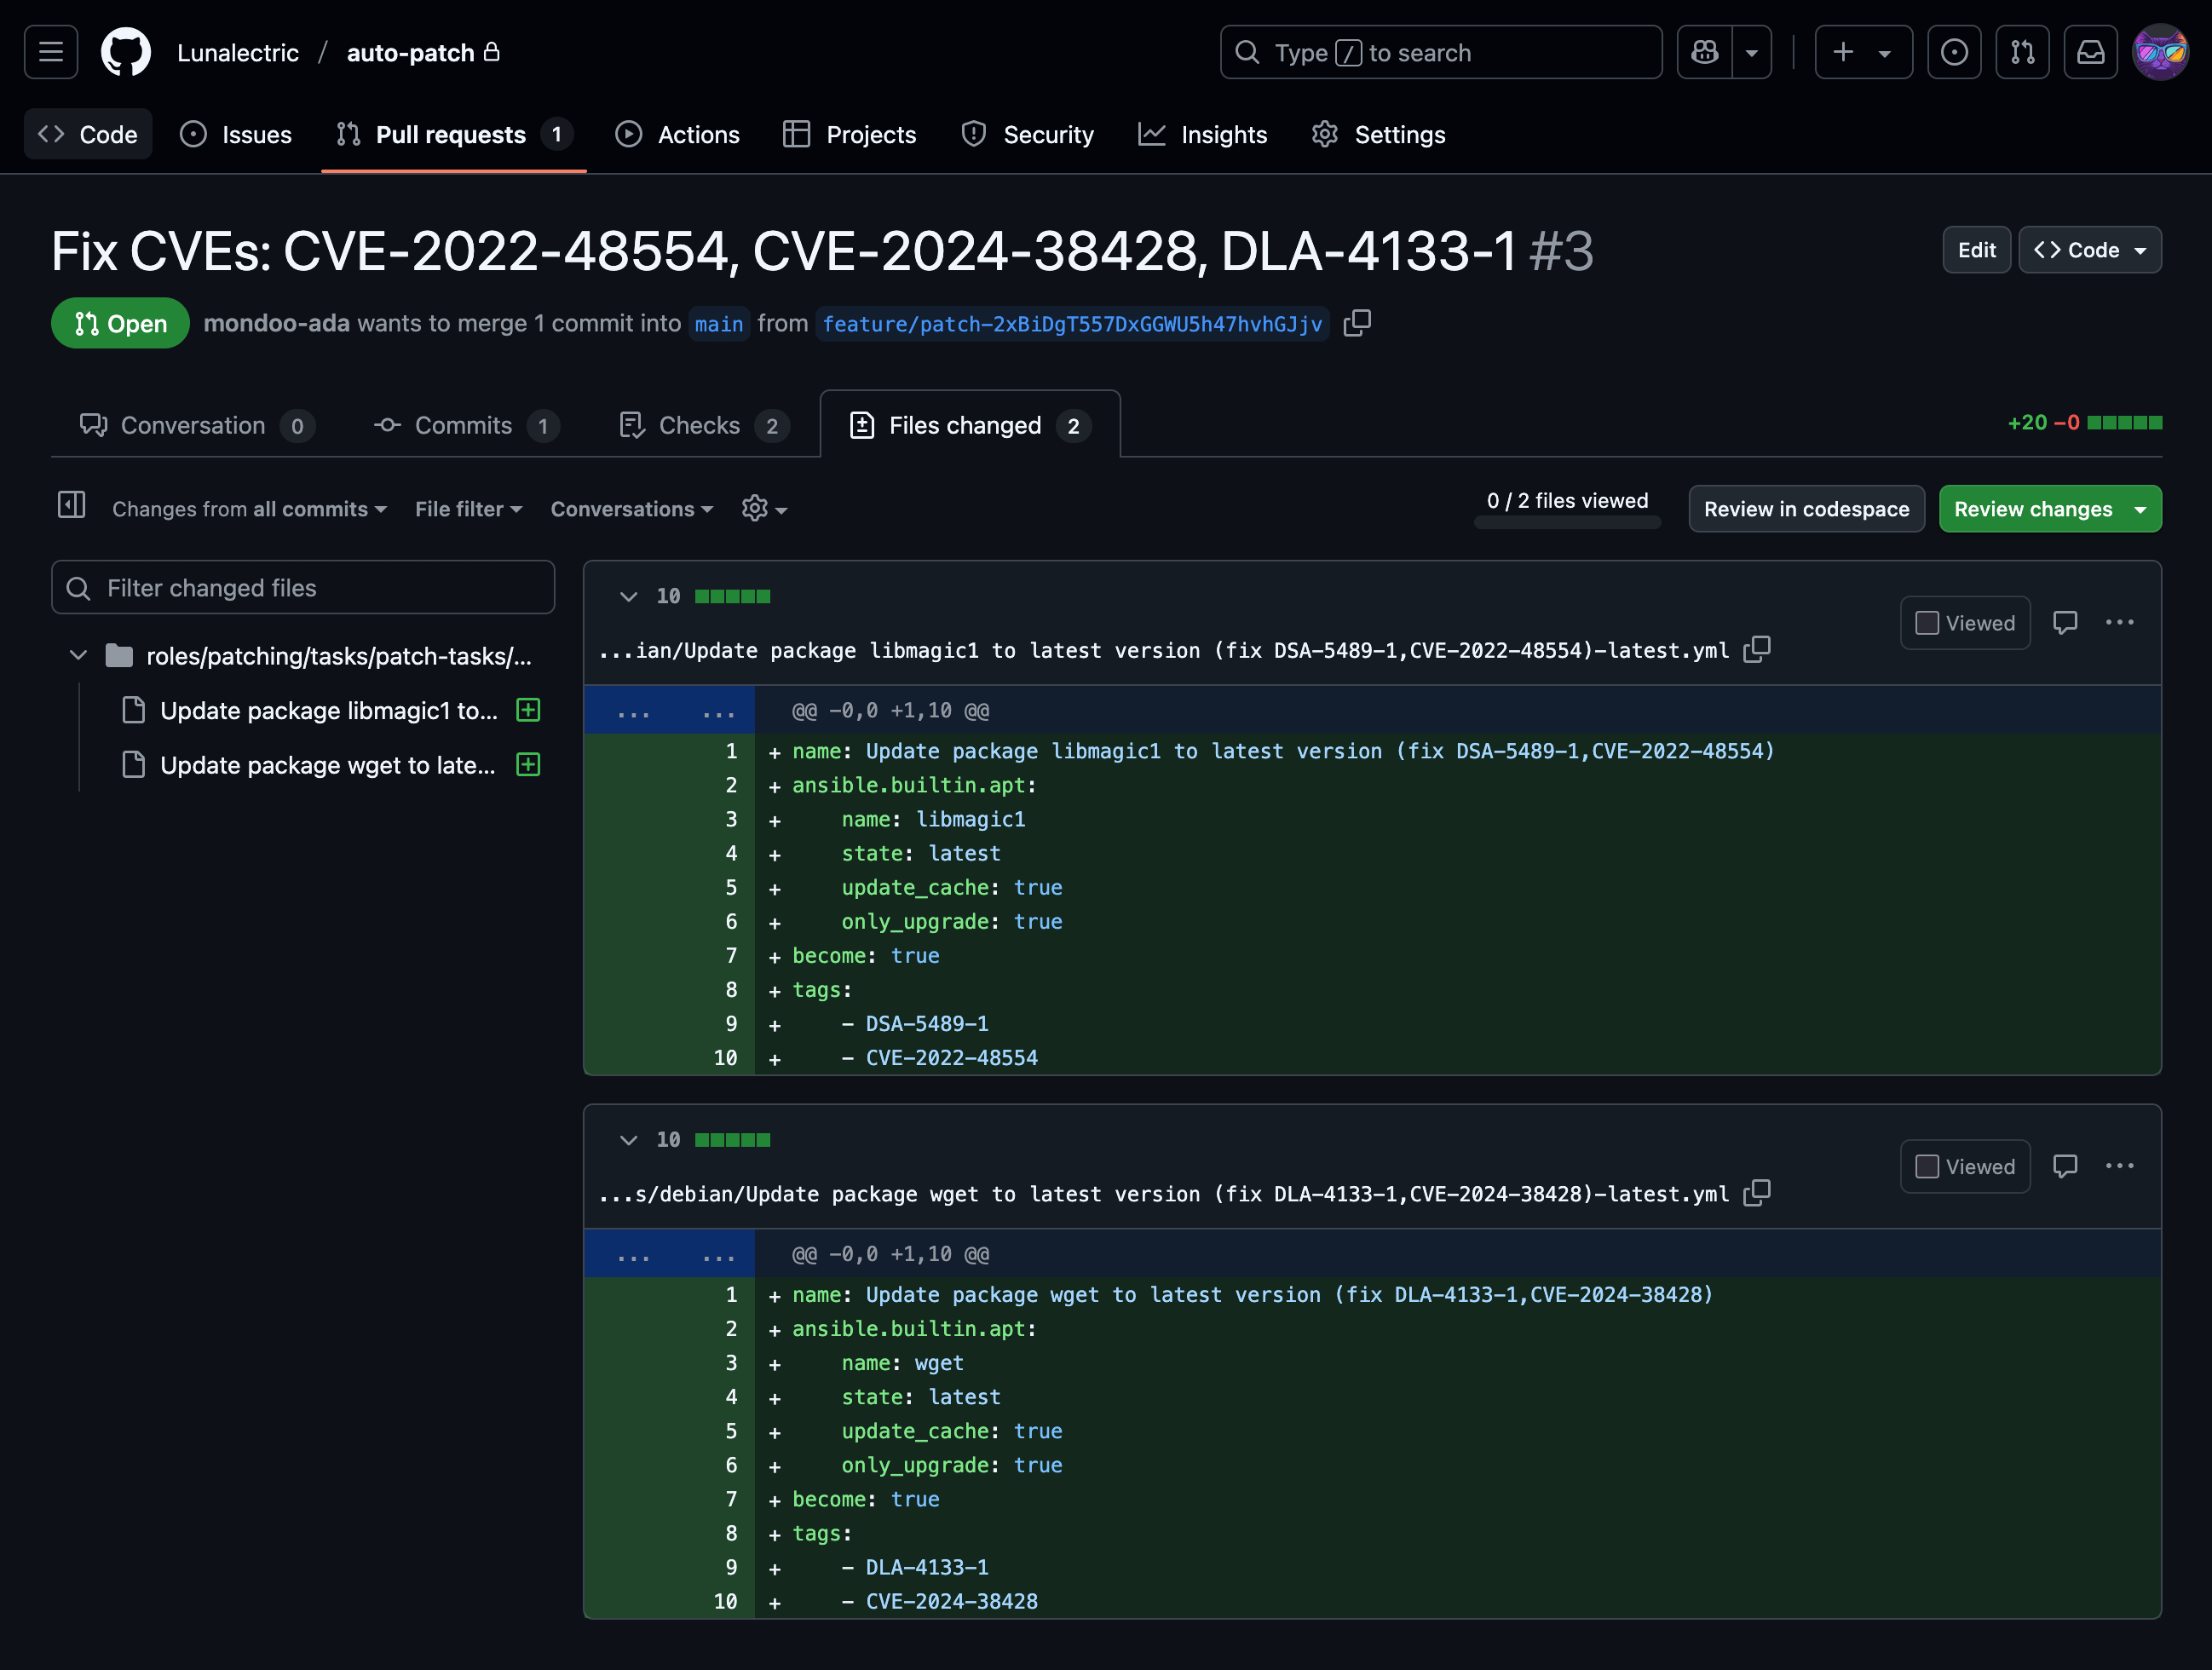 Lunalectric / auto-patch
Type / to search
Code
Issues
Pull requests 1
Actions
Projects
Security
Insights
Settings
Fix CVEs: CVE-2022-48554, CVE-2024-38428, DLA-4133-1 #3
Edit
Code
Open
mondoo-ada wants to merge 1 commit into main from feature/patch-2xBiDgT557DxGGWU5h47hvhGJjv
Conversation 0
Commits 1
Checks 2
Files changed 2
+20 −0
Changes from all commits
File filter
Conversations
0 / 2 files viewed
Review in codespace
Review changes
Filter changed files
roles/patching/tasks/patch-tasks/...
Update package libmagic1 to...
Update package wget to late...
10
...ian/Update package libmagic1 to latest version (fix DSA-5489-1,CVE-2022-48554)-latest.yml
Viewed
... ... @@ -0,0 +1,10 @@
1 + name: Update package libmagic1 to latest version (fix DSA-5489-1,CVE-2022-48554)
2 + ansible.builtin.apt:
3 + name: libmagic1
4 + state: latest
5 + update_cache: true
6 + only_upgrade: true
7 + become: true
8 + tags:
9 + - DSA-5489-1
10 + - CVE-2022-48554
10
...s/debian/Update package wget to latest version (fix DLA-4133-1,CVE-2024-38428)-latest.yml
Viewed
... ... @@ -0,0 +1,10 @@
1 + name: Update package wget to latest version (fix DLA-4133-1,CVE-2024-38428)
2 + ansible.builtin.apt:
3 + name: wget
4 + state: latest
5 + update_cache: true
6 + only_upgrade: true
7 + become: true
8 + tags:
9 + - DLA-4133-1
10 + - CVE-2024-38428